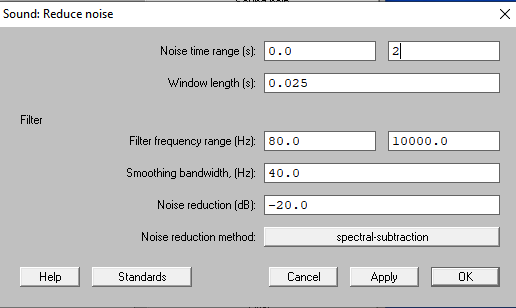 Sound: Reduce noise
Noise time range (s): 0.0 2
Window length (s): 0.025
Filter
Filter frequency range (Hz): 80.0 10000.0
Smoothing bandwidth, (Hz): 40.0
Noise reduction (dB): -20.0
Noise reduction method: spectral-subtraction
Help Standards Cancel Apply OK